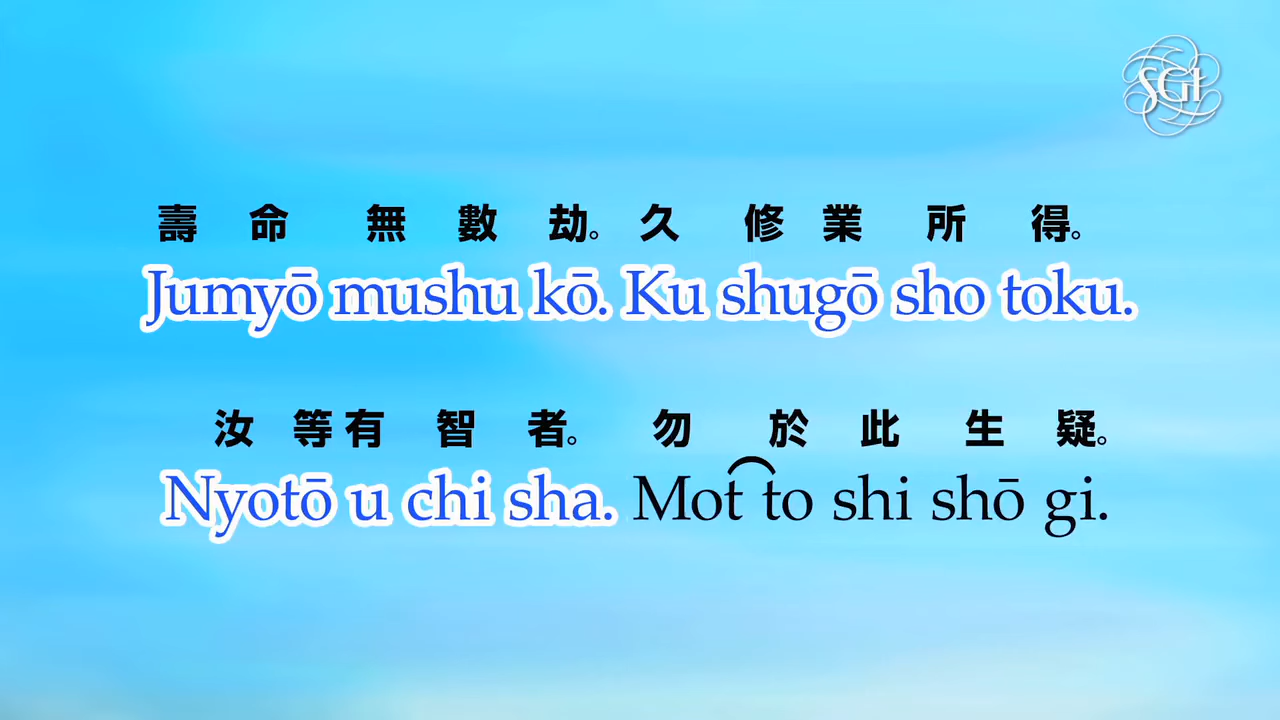 SGI
壽命無數劫。久修業所得。
Jumyō mushu kō. Ku shugō sho toku.
汝等有智者。勿於此生疑。
Nyotō u chi sha. Mot to shi shō gi.